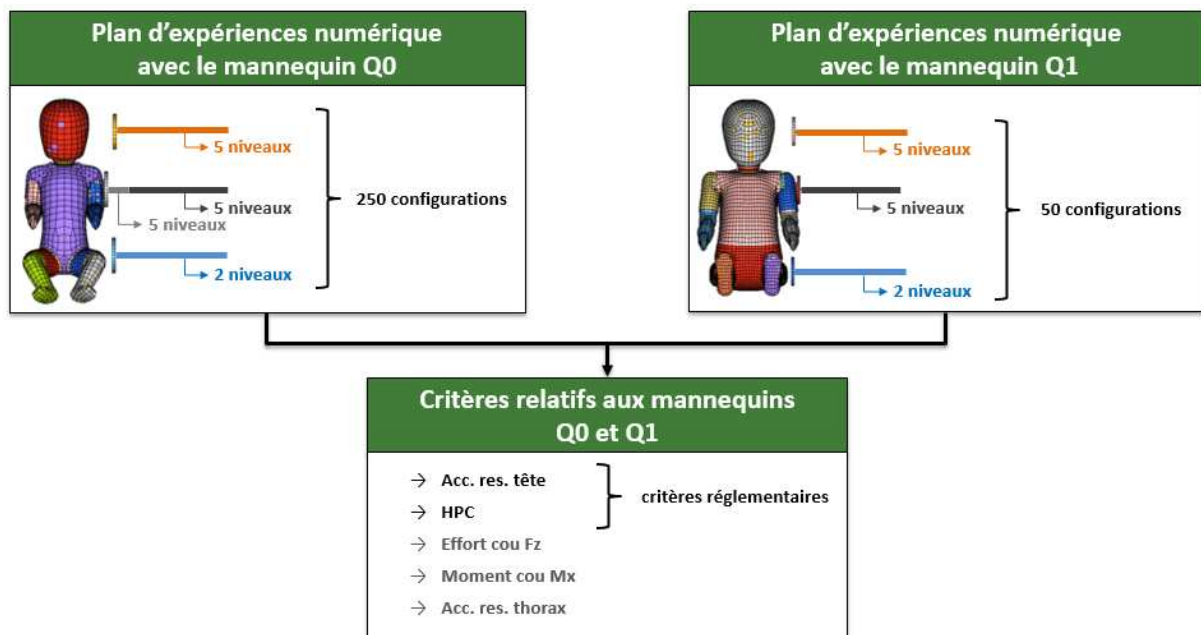 Plan d'expériences numérique
avec le mannequin Q0
5 niveaux
5 niveaux
5 niveaux
2 niveaux
250 configurations
Plan d'expériences numérique
avec le mannequin Q1
5 niveaux
5 niveaux
2 niveaux
50 configurations
Critères relatifs aux mannequins
Q0 et Q1
→ Acc. res. tête
→ HPC
critères réglementaires
→ Effort cou Fz
→ Moment cou Mx
→ Acc. res. thorax